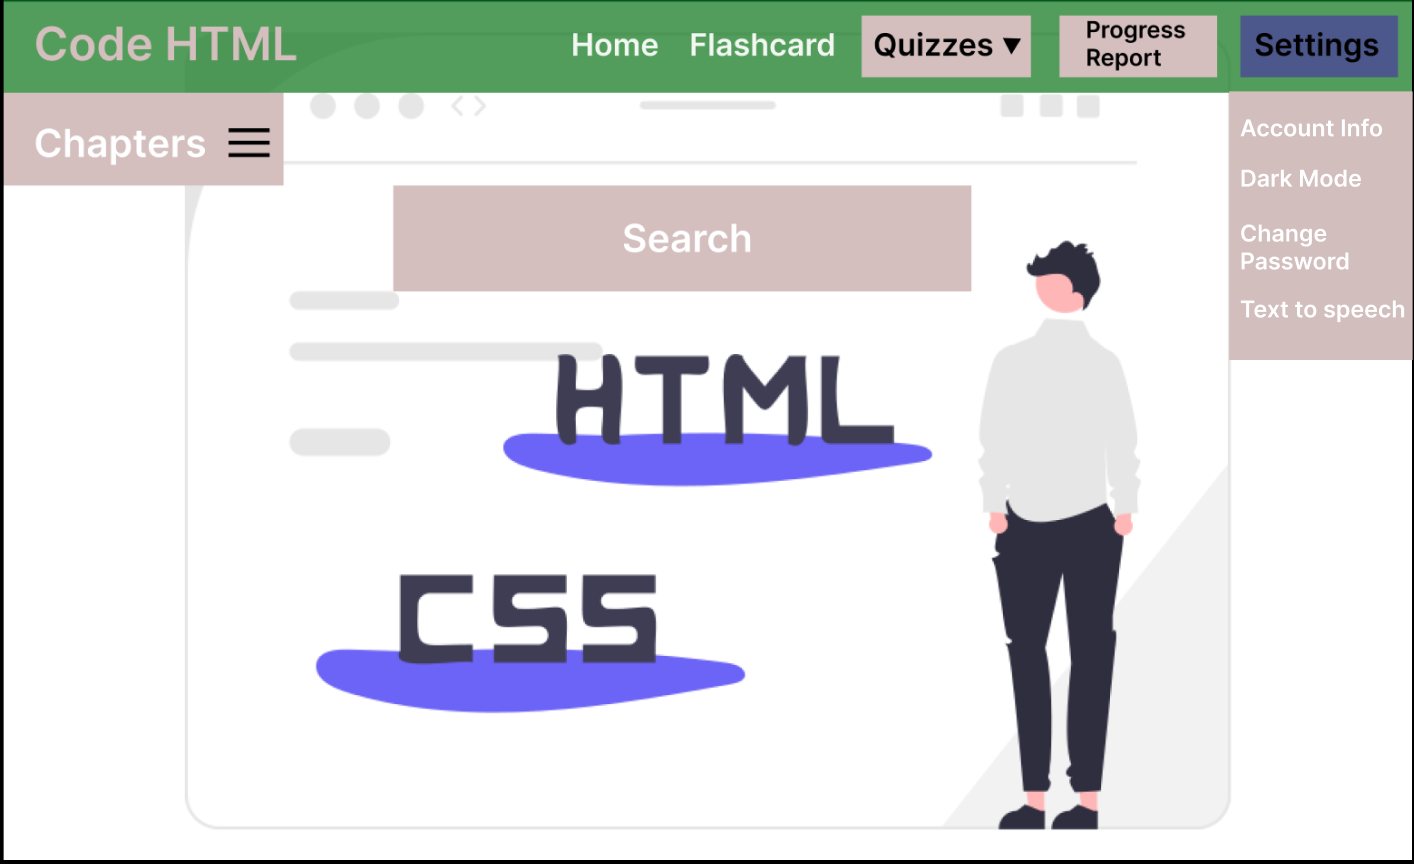 Code HTML
Home
Flashcard
Quizzes ▼
Progress
Report
Settings
Chapters
Account Info
Dark Mode
Change
Password
Text to speech
Search
HTML
CSS